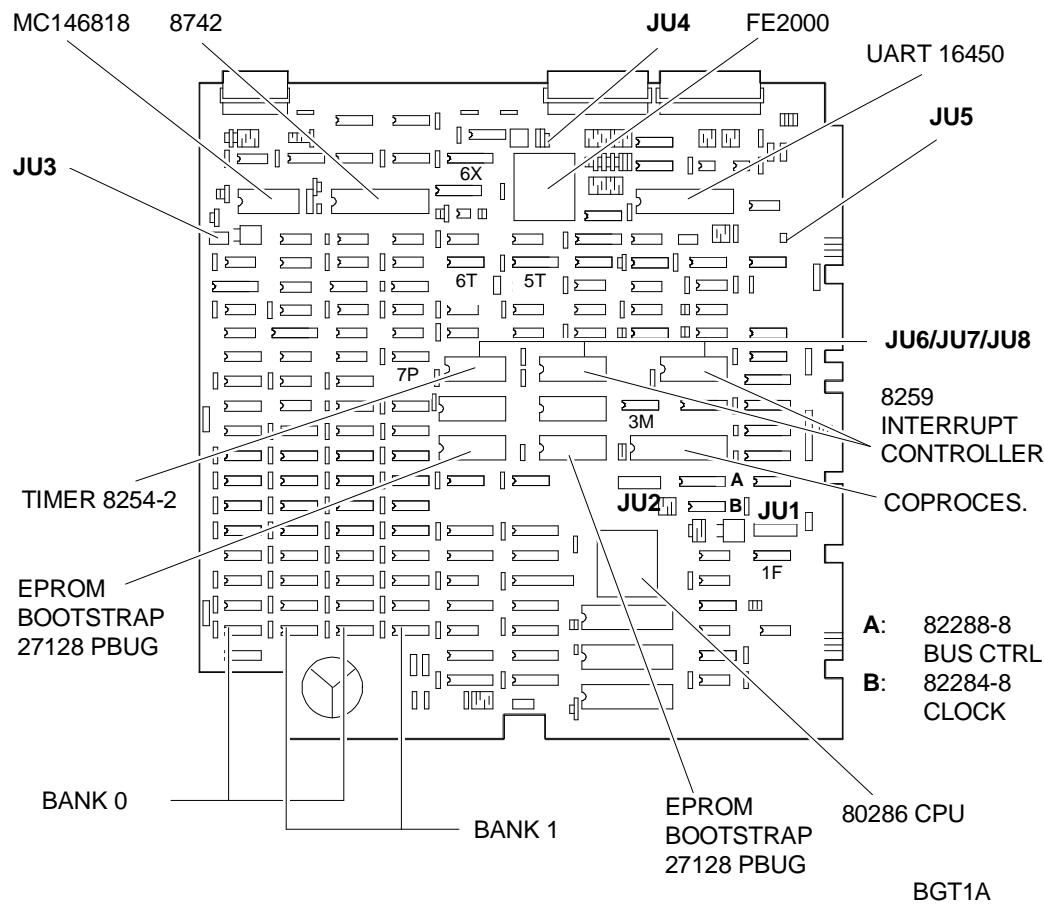 MC146818
8742
JU4
FE2000
UART 16450
JU5
JU3
6X
6T
5T
JU6/JU7/JU8
7P
8259
INTERRUPT
CONTROLLER
3M
TIMER 8254-2
A
COPROCES.
JU2
B
JU1
1F
EPROM
BOOTSTRAP
27128 PBUG
A: 82288-8
BUS CTRL
B: 82284-8
CLOCK
BANK 0
BANK 1
EPROM
BOOTSTRAP
27128 PBUG
80286 CPU
BGT1A